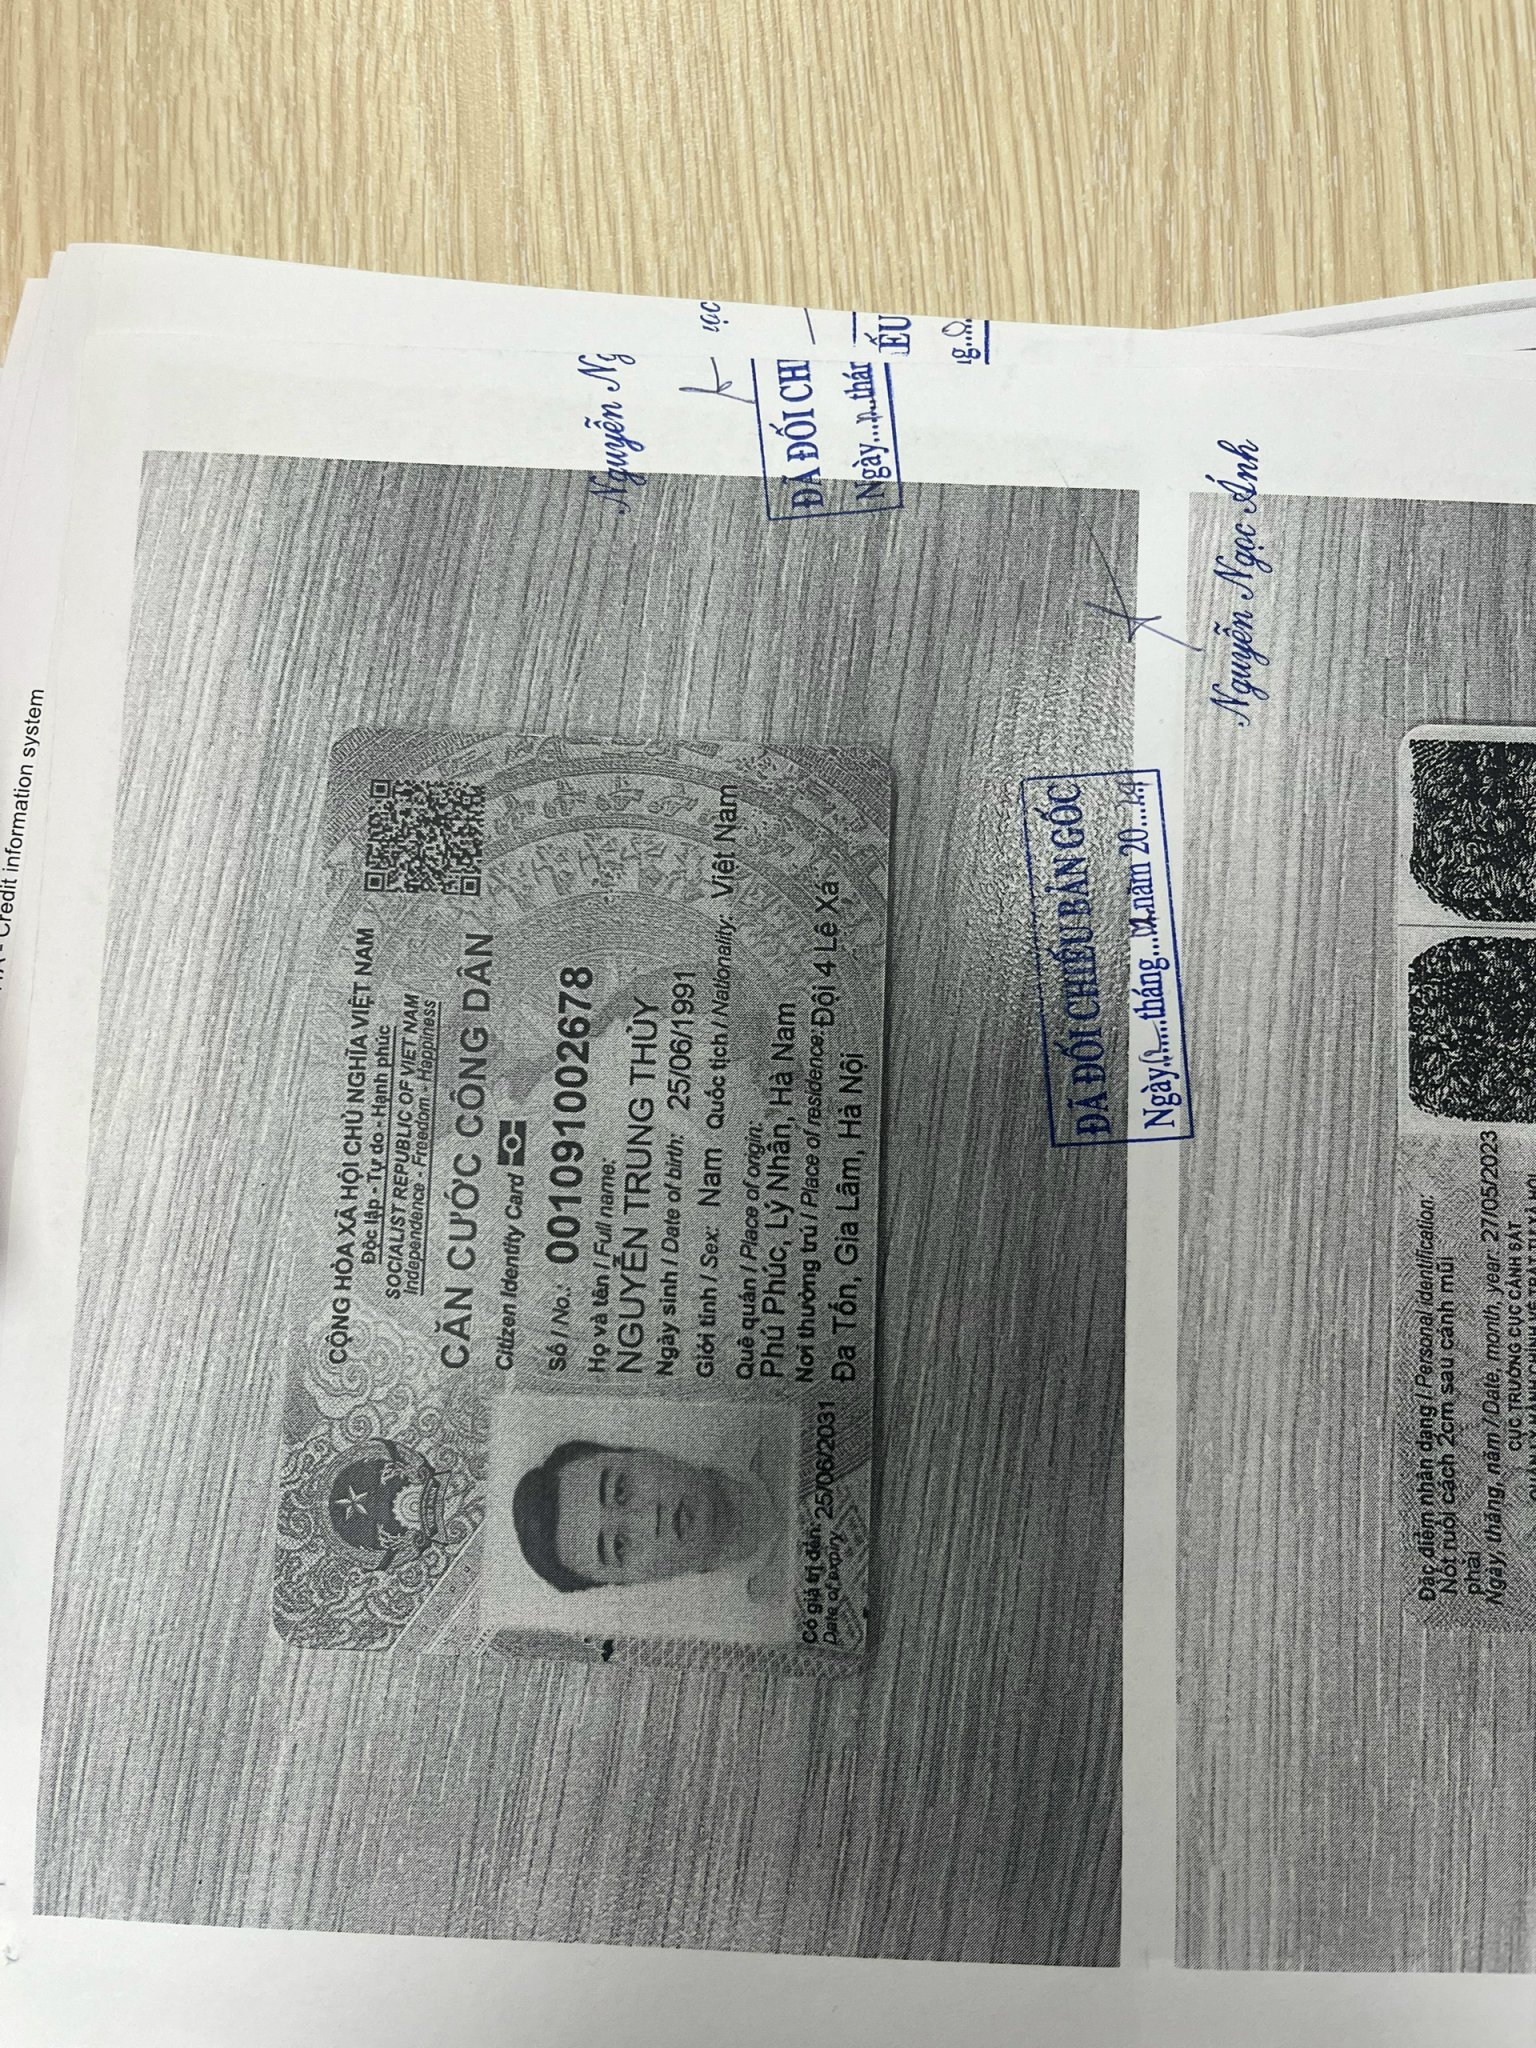 Credit information system
Nguyễn Ng
ọc
ĐÃ ĐỐI CH
ẾU
Ngày
thán
CỘNG HÒA XÃ HỘI CHỦ NGHĨA VIỆT NAM
Độc lập - Tự do - Hạnh phúc
SOCIALIST REPUBLIC OF VIET NAM
Independence - Freedom - Happiness
CĂN CƯỚC CÔNG DÂN
Citizen Identity Card
Số / No.: 001091002678
Họ và tên / Full name:
NGUYỄN TRUNG THỦY
Ngày sinh / Date of birth: 25/06/1991
Giới tính / Sex: Nam Quốc tịch / Nationality: Việt Nam
Quê quán / Place of origin:
Phú Phúc, Lý Nhân, Hà Nam
Nơi thường trú / Place of residence: Đội 4 Lê Xá
Đa Tốn, Gia Lâm, Hà Nội
Có giá trị đến: 25/06/2031
Date of expiry
ĐÃ ĐỐI CHIẾU BẢN GỐC
Ngày tháng năm 20
Nguyễn Ngọc Ánh
Đặc điểm nhân dạng / Personal identification:
Nốt ruồi cách 2cm sau cánh mũi
phải
Ngày, tháng, năm / Date, month, year: 27/05/2023
CỤC TRƯỞNG CỤC CẢNH SÁT